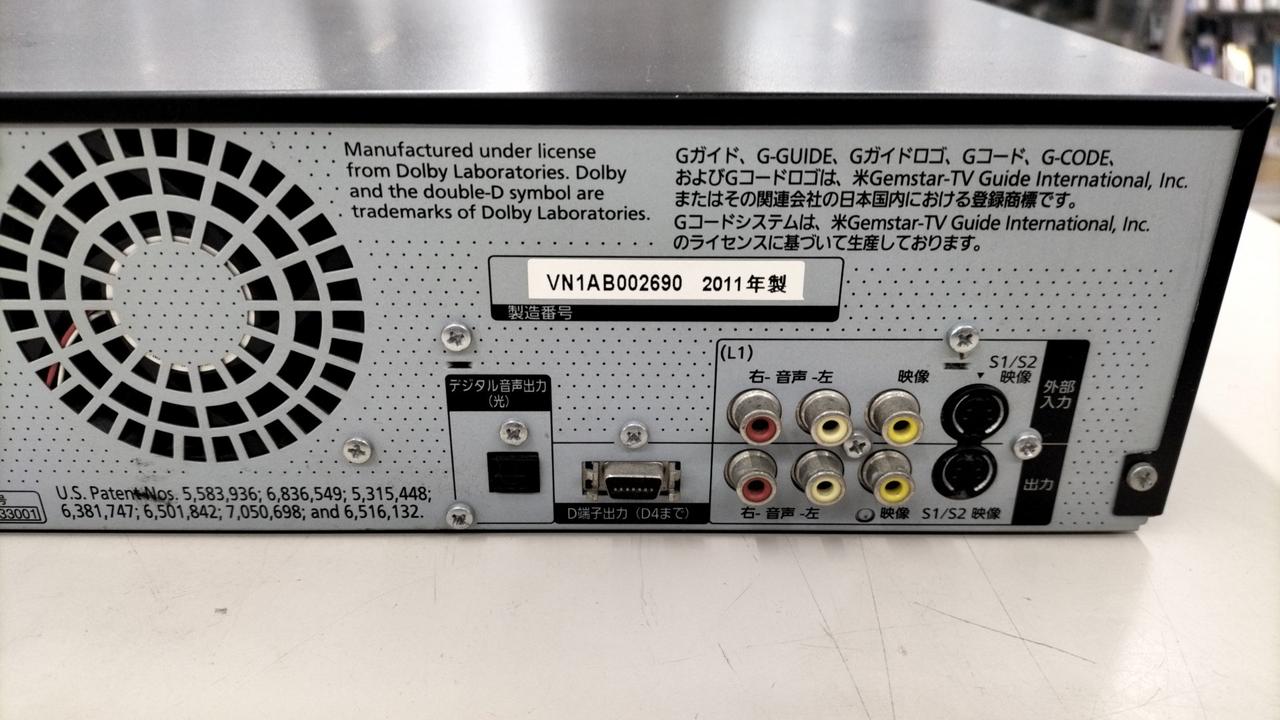 Manufactured under license
from Dolby Laboratories. Dolby
and the double-D symbol are
trademarks of Dolby Laboratories.
Gガイド、G-GUIDE、Gガイドロゴ、Gコード、G-CODE、
およびGコードロゴは、米Gemstar-TV Guide International, Inc.
またはその関連会社の日本国内における登録商標です。
Gコードシステムは、米Gemstar-TV Guide International, Inc.
のライセンスに基づいて生産しております。
VN1AB002690 2011年製
製造番号
(L1)
右- 音声 -左
映像
S1/S2
映像
外部
入力
デジタル音声出力
(光)
出力
D端子出力（D4まで）
右- 音声 -左
映像
S1/S2 映像
号
33001
U.S. Patent Nos. 5,583,936; 6,836,549; 5,315,448;
6,381,747; 6,501,842; 7,050,698; and 6,516,132.